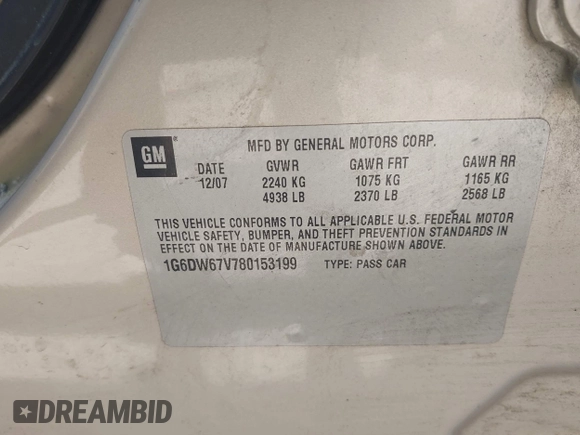 GM
MFD BY GENERAL MOTORS CORP.
DATE GVWR GAWR FRT GAWR RR
12/07 2240 KG 1075 KG 1165 KG
4938 LB 2370 LB 2568 LB
THIS VEHICLE CONFORMS TO ALL APPLICABLE U.S. FEDERAL MOTOR
VEHICLE SAFETY, BUMPER, AND THEFT PREVENTION STANDARDS IN
EFFECT ON THE DATE OF MANUFACTURE SHOWN ABOVE.
1G6DW67V780153199 TYPE: PASS CAR
DREAMBID